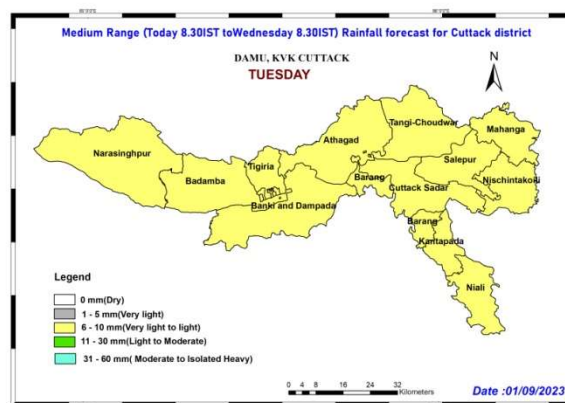 Medium Range (Today 8.30IST toWednesday 8.30IST) Rainfall forecast for Cuttack district
DAMU, KVK CUTTACK
TUESDAY
N
Tangi-Choudwar
Mahanga
Athagad
Narasinghpur
Tigiria
Salepur
Badamba
Barang
Nischintakoili
Cuttack Sadar
Banki and Dampada
Barang
Kantapada
Niali
Legend
0 mm(Dry)
1 - 5 mm(Very light)
6 - 10 mm(Very light to light)
11 - 30 mm(Light to Moderate)
31 - 60 mm( Moderate to Isolated Heavy)
0 4 8 16 24 32
Kilometers
Date :01/09/2023